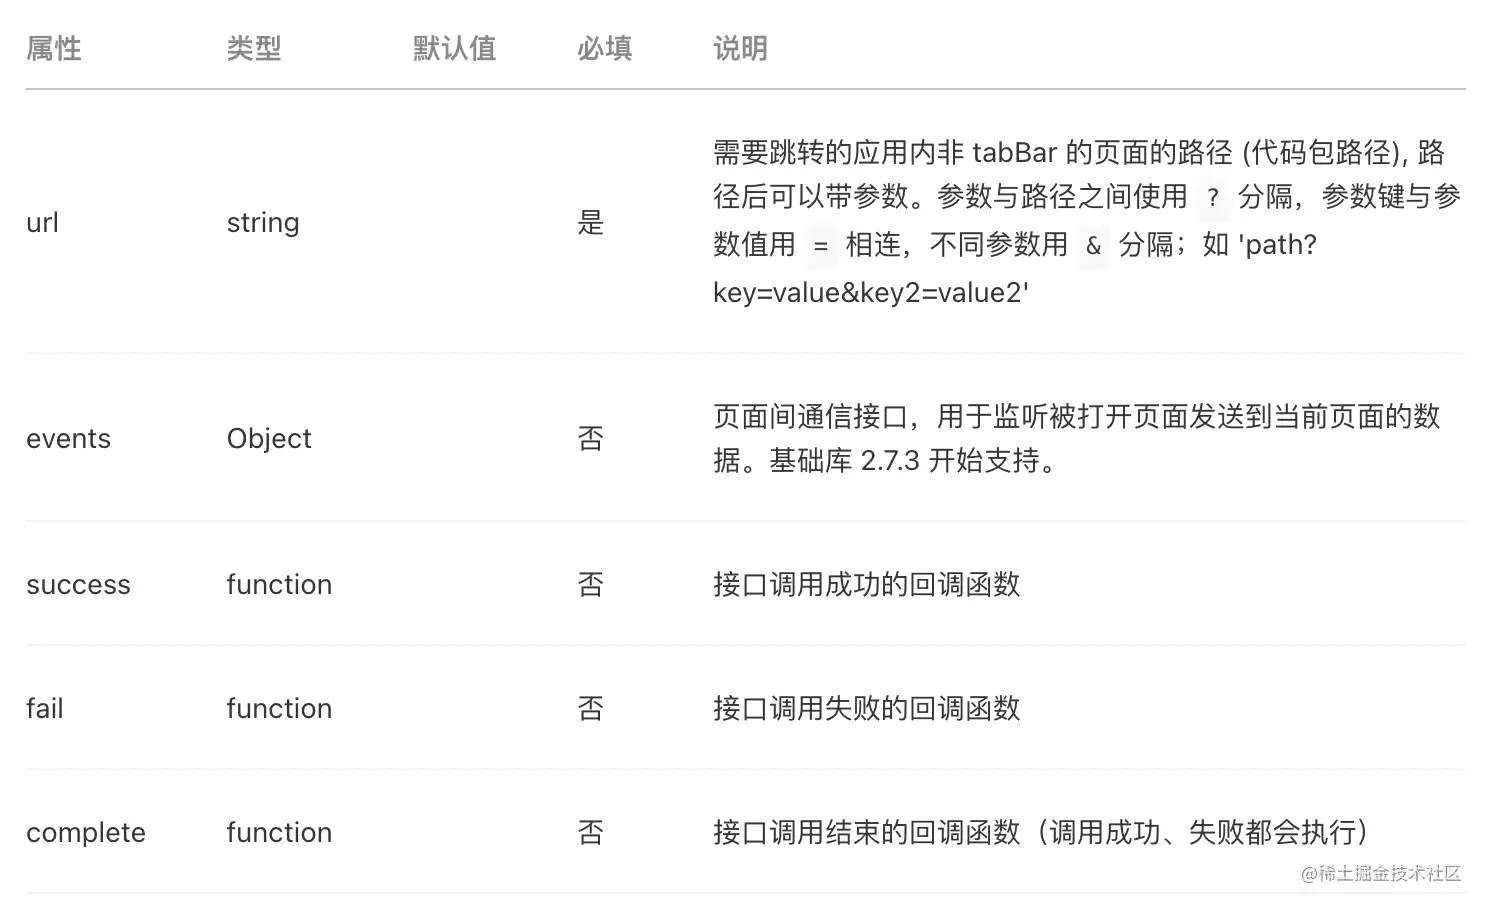 属性 类型 默认值 必填 说明
需要跳转的应用内非 tabBar 的页面的路径 (代码包路径), 路
径后可以带参数。参数与路径之间使用 ? 分隔，参数键与参
url string 是
数值用 = 相连，不同参数用 & 分隔；如 'path?
key=value&key2=value2'
页面间通信接口，用于监听被打开页面发送到当前页面的数
events Object 否
据。基础库 2.7.3 开始支持。
success function 否 接口调用成功的回调函数
fail function 否 接口调用失败的回调函数
complete function 否 接口调用结束的回调函数（调用成功、失败都会执行）
@稀土掘金技术社区